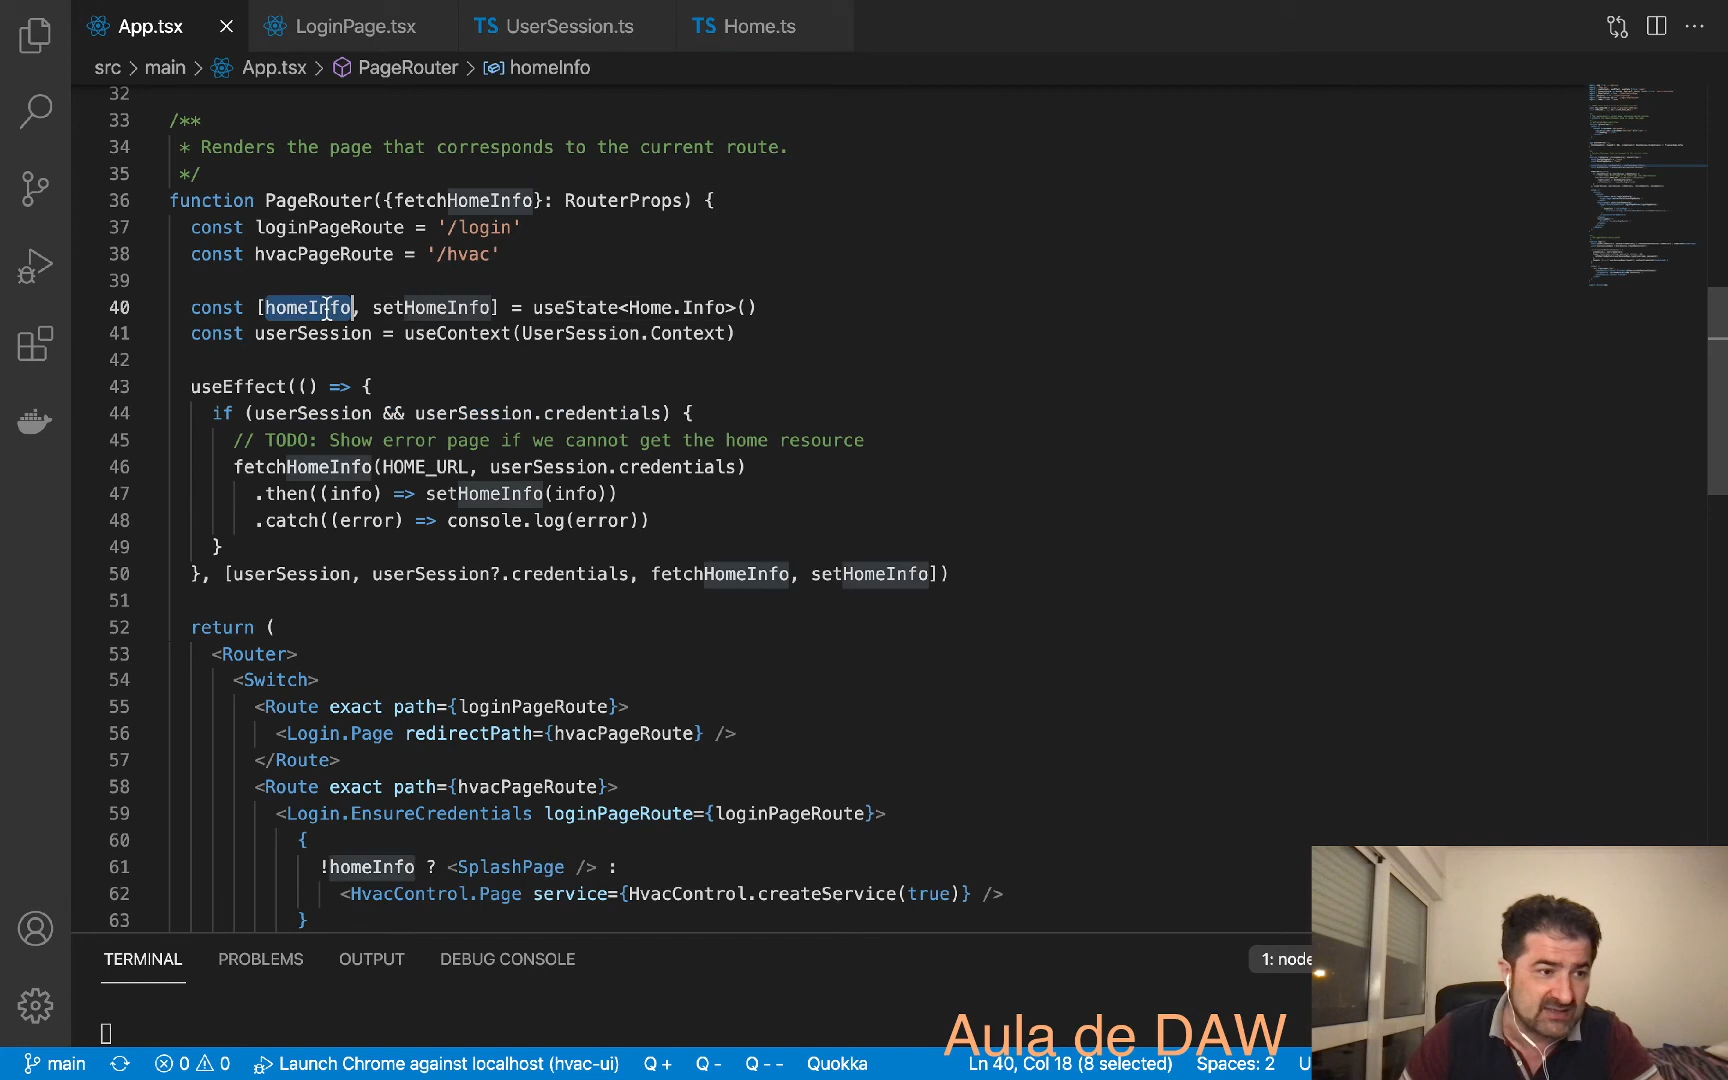 App.tsx
LoginPage.tsx
TS UserSession.ts
TS Home.ts
src > main > App.tsx > PageRouter > homeInfo
32
33 /**
34 * Renders the page that corresponds to the current route.
35 */
36 function PageRouter({fetchHomeInfo}: RouterProps) {
37 const loginPageRoute = '/login'
38 const hvacPageRoute = '/hvac'
39
40 const [homeInfo, setHomeInfo] = useState<Home.Info>()
41 const userSession = useContext(UserSession.Context)
42
43 useEffect(() => {
44 if (userSession && userSession.credentials) {
45 // TODO: Show error page if we cannot get the home resource
46 fetchHomeInfo(HOME_URL, userSession.credentials)
47 .then((info) => setHomeInfo(info))
48 .catch((error) => console.log(error))
49 }
50 }, [userSession, userSession?.credentials, fetchHomeInfo, setHomeInfo])
51
52 return (
53 <Router>
54 <Switch>
55 <Route exact path={loginPageRoute}>
56 <Login.Page redirectPath={hvacPageRoute} />
57 </Route>
58 <Route exact path={hvacPageRoute}>
59 <Login.EnsureCredentials loginPageRoute={loginPageRoute}>
60 {
61 !homeInfo ? <SplashPage /> :
62 <HvacControl.Page service={HvacControl.createService(true)} />
63 }
TERMINAL PROBLEMS OUTPUT DEBUG CONSOLE 1: node
Aula de DAW
main 0 0 Launch Chrome against localhost (hvac-ui) Q + Q - Q -- Quokka Ln 40, Col 18 (8 selected) Spaces: 2 U